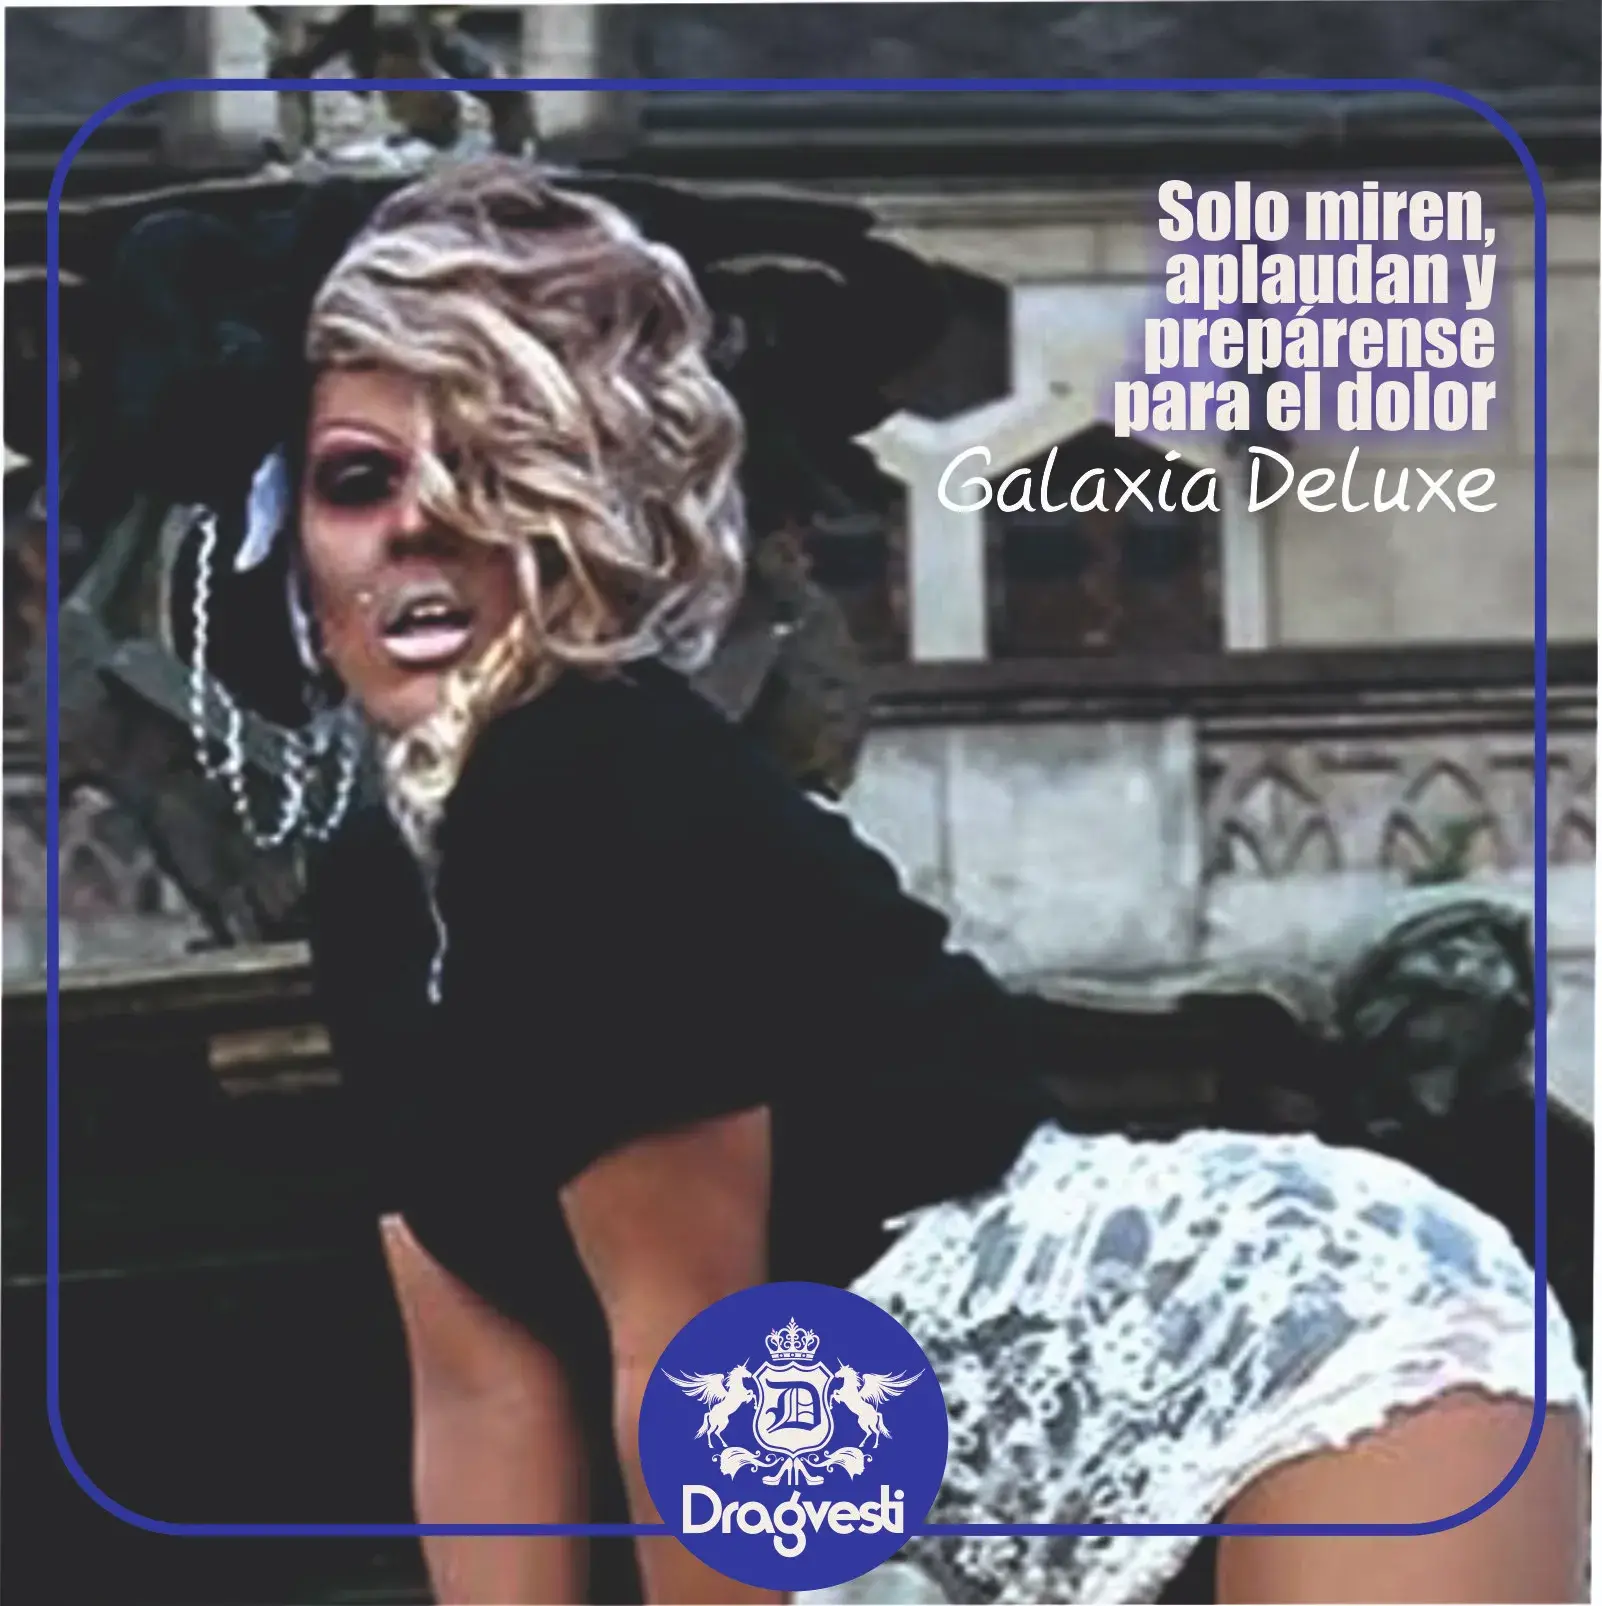 Solo miren,
aplaudan y
prepárense
para el dolor
Galaxia Deluxe
D
Dragvesti